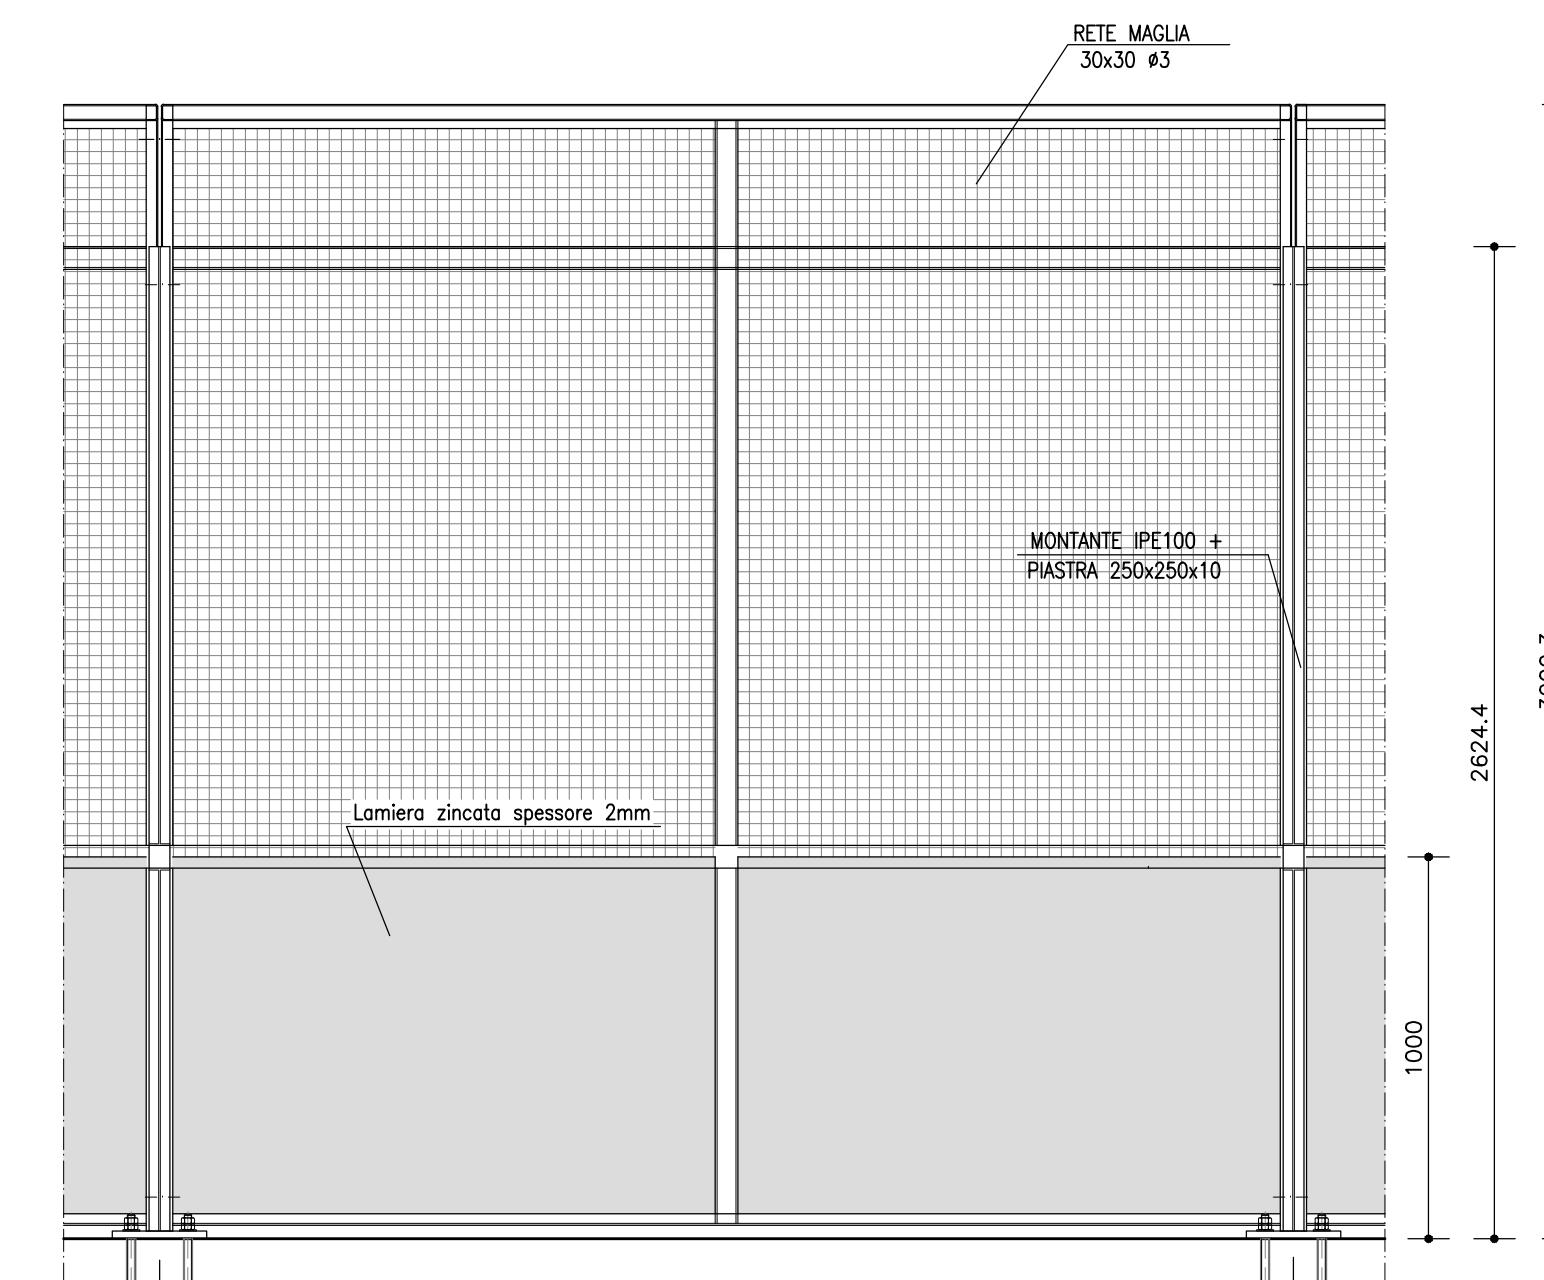 RETE MAGLIA
30x30 ø3
MONTANTE IPE100 +
PIASTRA 250x250x10
2624.4
Lamiera zincata spessore 2mm
1000